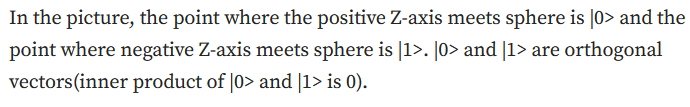 In the picture, the point where the positive Z-axis meets sphere is |0> and the
point where negative Z-axis meets sphere is |1>. |0> and |1> are orthogonal
vectors(inner product of |0> and |1> is 0).